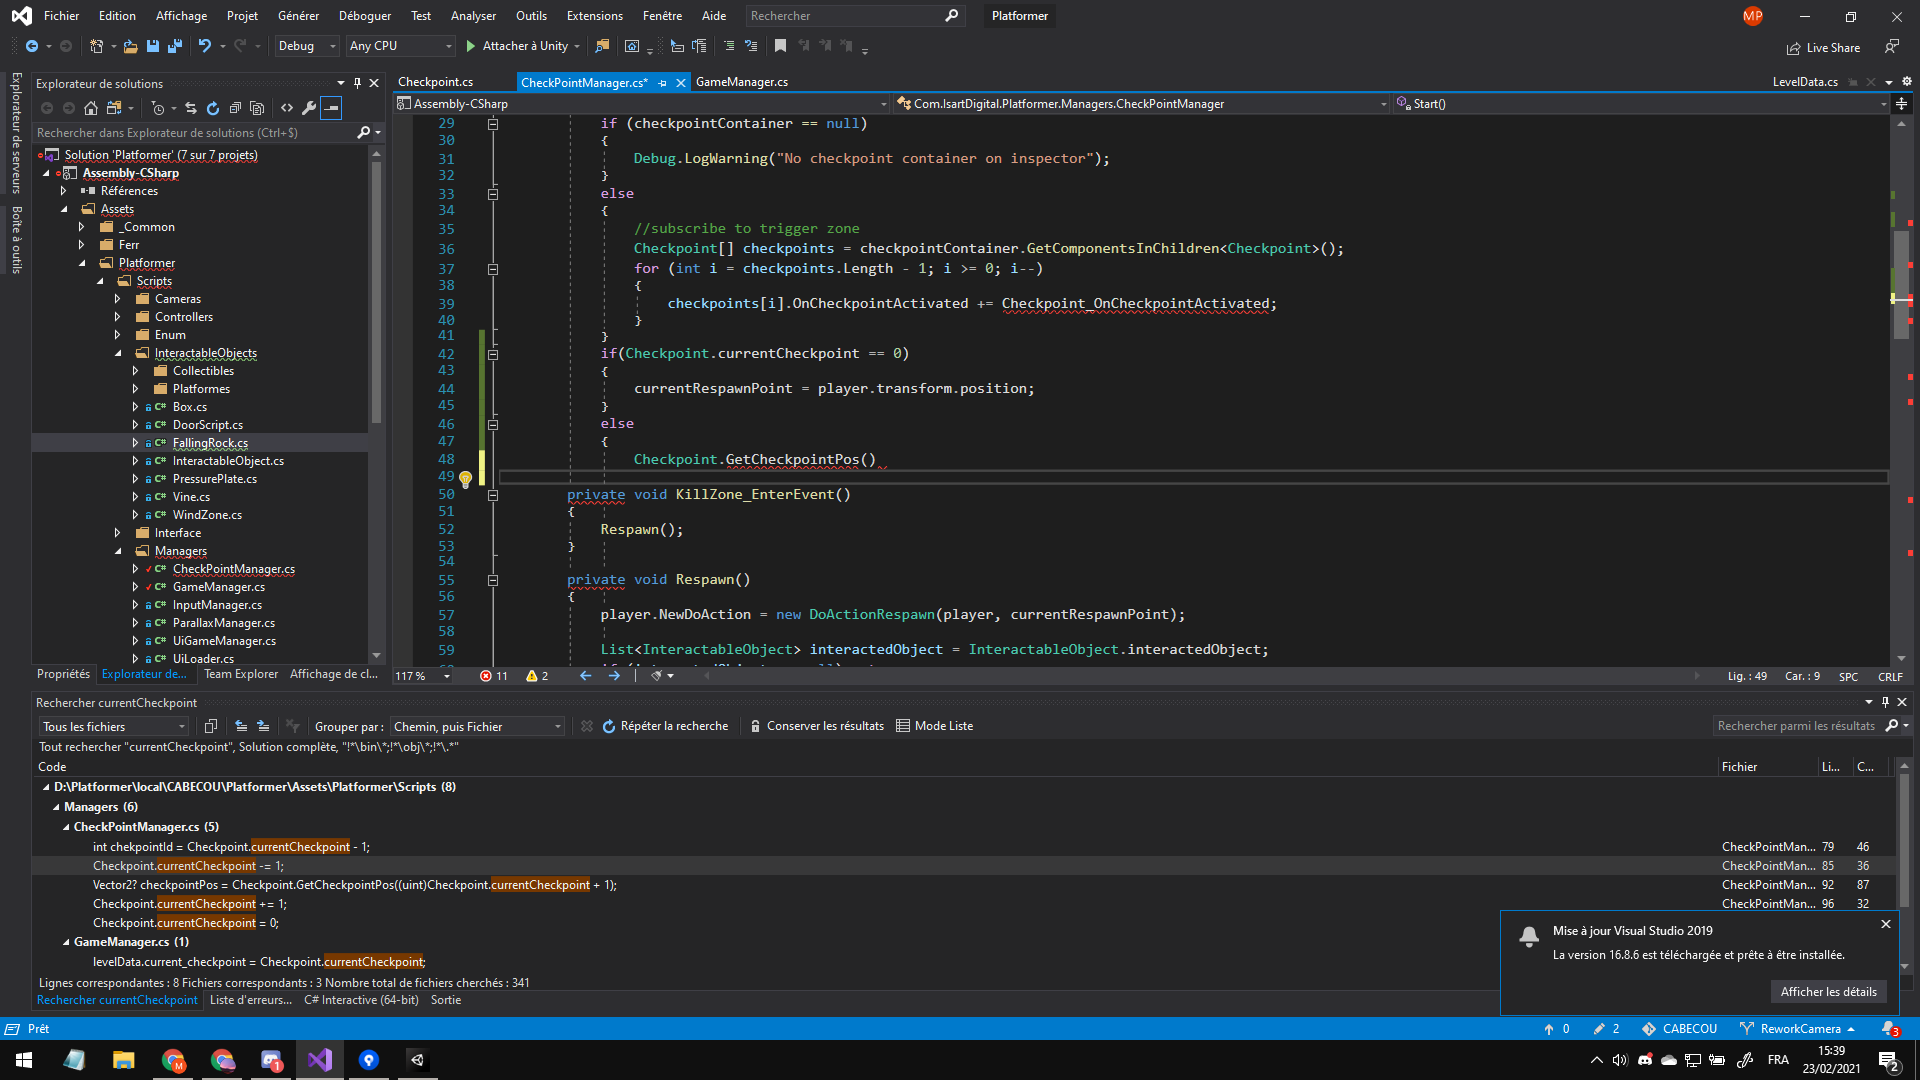 Fichier Edition Affichage Projet Générer Déboguer Test Analyser Outils Extensions Fenêtre Aide Rechercher Platformer MP
Debug Any CPU Attacher à Unity Live Share
Explorateur de serveurs
Boîte à outils
Explorateur de solutions
Rechercher dans Explorateur de solutions (Ctrl+$)
Solution 'Platformer' (7 sur 7 projets)
Assembly-CSharp
Références
Assets
_Common
Ferr
Platformer
Scripts
Cameras
Controllers
Enum
InteractableObjects
Collectibles
Platformes
C# Box.cs
C# DoorScript.cs
C# FallingRock.cs
C# InteractableObject.cs
C# PressurePlate.cs
C# Vine.cs
C# WindZone.cs
Interface
Managers
C# CheckPointManager.cs
C# GameManager.cs
C# InputManager.cs
C# ParallaxManager.cs
C# UiGameManager.cs
C# UiLoader.cs
Propriétés Explorateur de... Team Explorer Affichage de cl...
Checkpoint.cs CheckPointManager.cs* GameManager.cs LevelData.cs
Assembly-CSharp Com.IsartDigital.Platformer.Managers.CheckPointManager Start()
29 if (checkpointContainer == null)
30 {
31 Debug.LogWarning("No checkpoint container on inspector");
32 }
33 else
34 {
35 //subscribe to trigger zone
36 Checkpoint[] checkpoints = checkpointContainer.GetComponentsInChildren<Checkpoint>();
37 for (int i = checkpoints.Length - 1; i >= 0; i--)
38 {
39 checkpoints[i].OnCheckpointActivated += Checkpoint_OnCheckpointActivated;
40 }
41 }
42 if(Checkpoint.currentCheckpoint == 0)
43 {
44 currentRespawnPoint = player.transform.position;
45 }
46 else
47 {
48 Checkpoint.GetCheckpointPos()
49
50 private void KillZone_EnterEvent()
51 {
52 Respawn();
53 }
54
55 private void Respawn()
56 {
57 player.NewDoAction = new DoActionRespawn(player, currentRespawnPoint);
58
59 List<InteractableObject> interactedObject = InteractableObject.interactedObject;
117 % 11 2 Lig. : 49 Car. : 9 SPC CRLF
Rechercher currentCheckpoint
Tous les fichiers Grouper par : Chemin, puis Fichier Répéter la recherche Conserver les résultats Mode Liste Rechercher parmi les résultats
Tout rechercher "currentCheckpoint", Solution complète, "!*\bin\*;!*\obj\*;!*\.*"
Code Fichier Li... C...
D:\Platformer\local\CABECOU\Platformer\Assets\Platformer\Scripts (8)
Managers (6)
CheckPointManager.cs (5)
int chekpointId = Checkpoint.currentCheckpoint - 1; CheckPointMan... 79 46
Checkpoint.currentCheckpoint -= 1; CheckPointMan... 85 36
Vector2? checkpointPos = Checkpoint.GetCheckpointPos((uint)Checkpoint.currentCheckpoint + 1); CheckPointMan... 92 87
Checkpoint.currentCheckpoint += 1; CheckPointMan... 96 32
Checkpoint.currentCheckpoint = 0;
GameManager.cs (1)
levelData.current_checkpoint = Checkpoint.currentCheckpoint;
Lignes correspondantes : 8 Fichiers correspondants : 3 Nombre total de fichiers cherchés : 341
Rechercher currentCheckpoint Liste d'erreurs... C# Interactive (64-bit) Sortie
Mise à jour Visual Studio 2019
La version 16.8.6 est téléchargée et prête à être installée.
Afficher les détails
Prêt 0 2 CABECOU ReworkCamera 3
M 1 FRA 15:39
23/02/2021 2